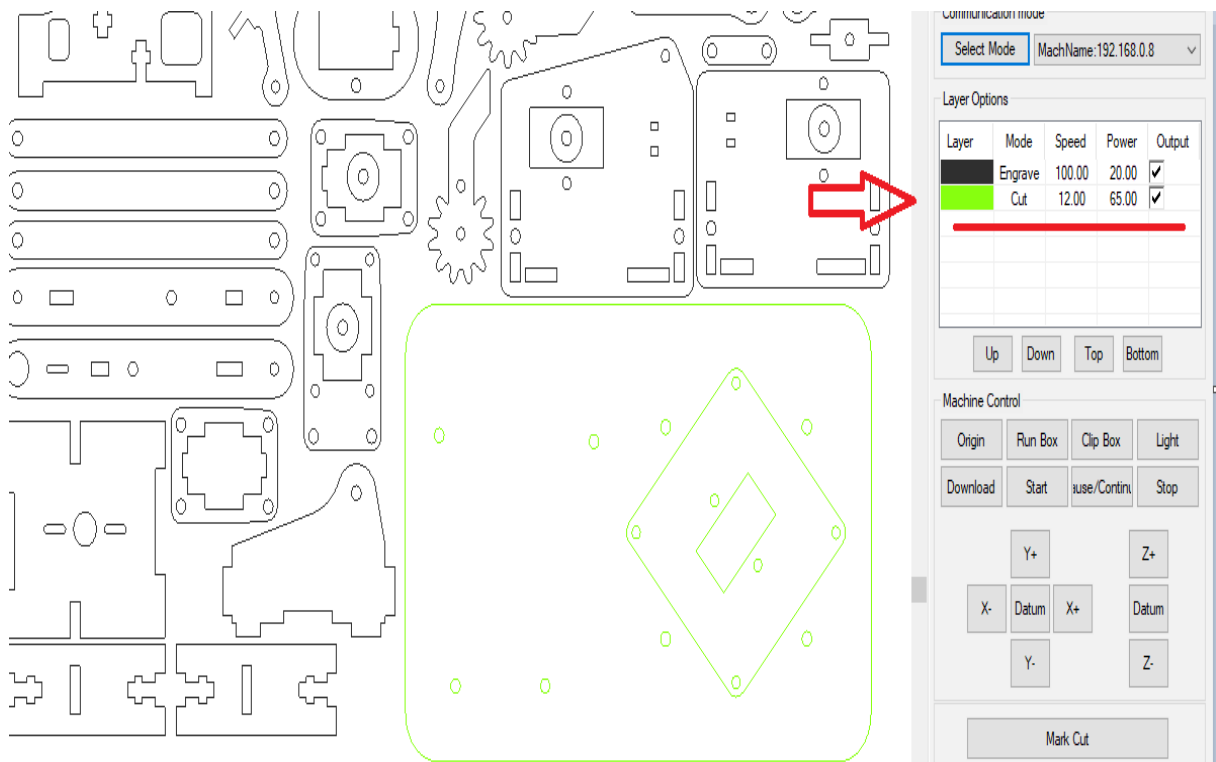 Communication mode
Select Mode MachName:192.168.0.8
Layer Options
Layer Mode Speed Power Output
Engrave 100.00 20.00
Cut 12.00 65.00
Up Down Top Bottom
Machine Control
Origin Run Box Clip Box Light
Download Start ause/Continu Stop
Y+ Z+
X- Datum X+ Datum
Y- Z-
Mark Cut